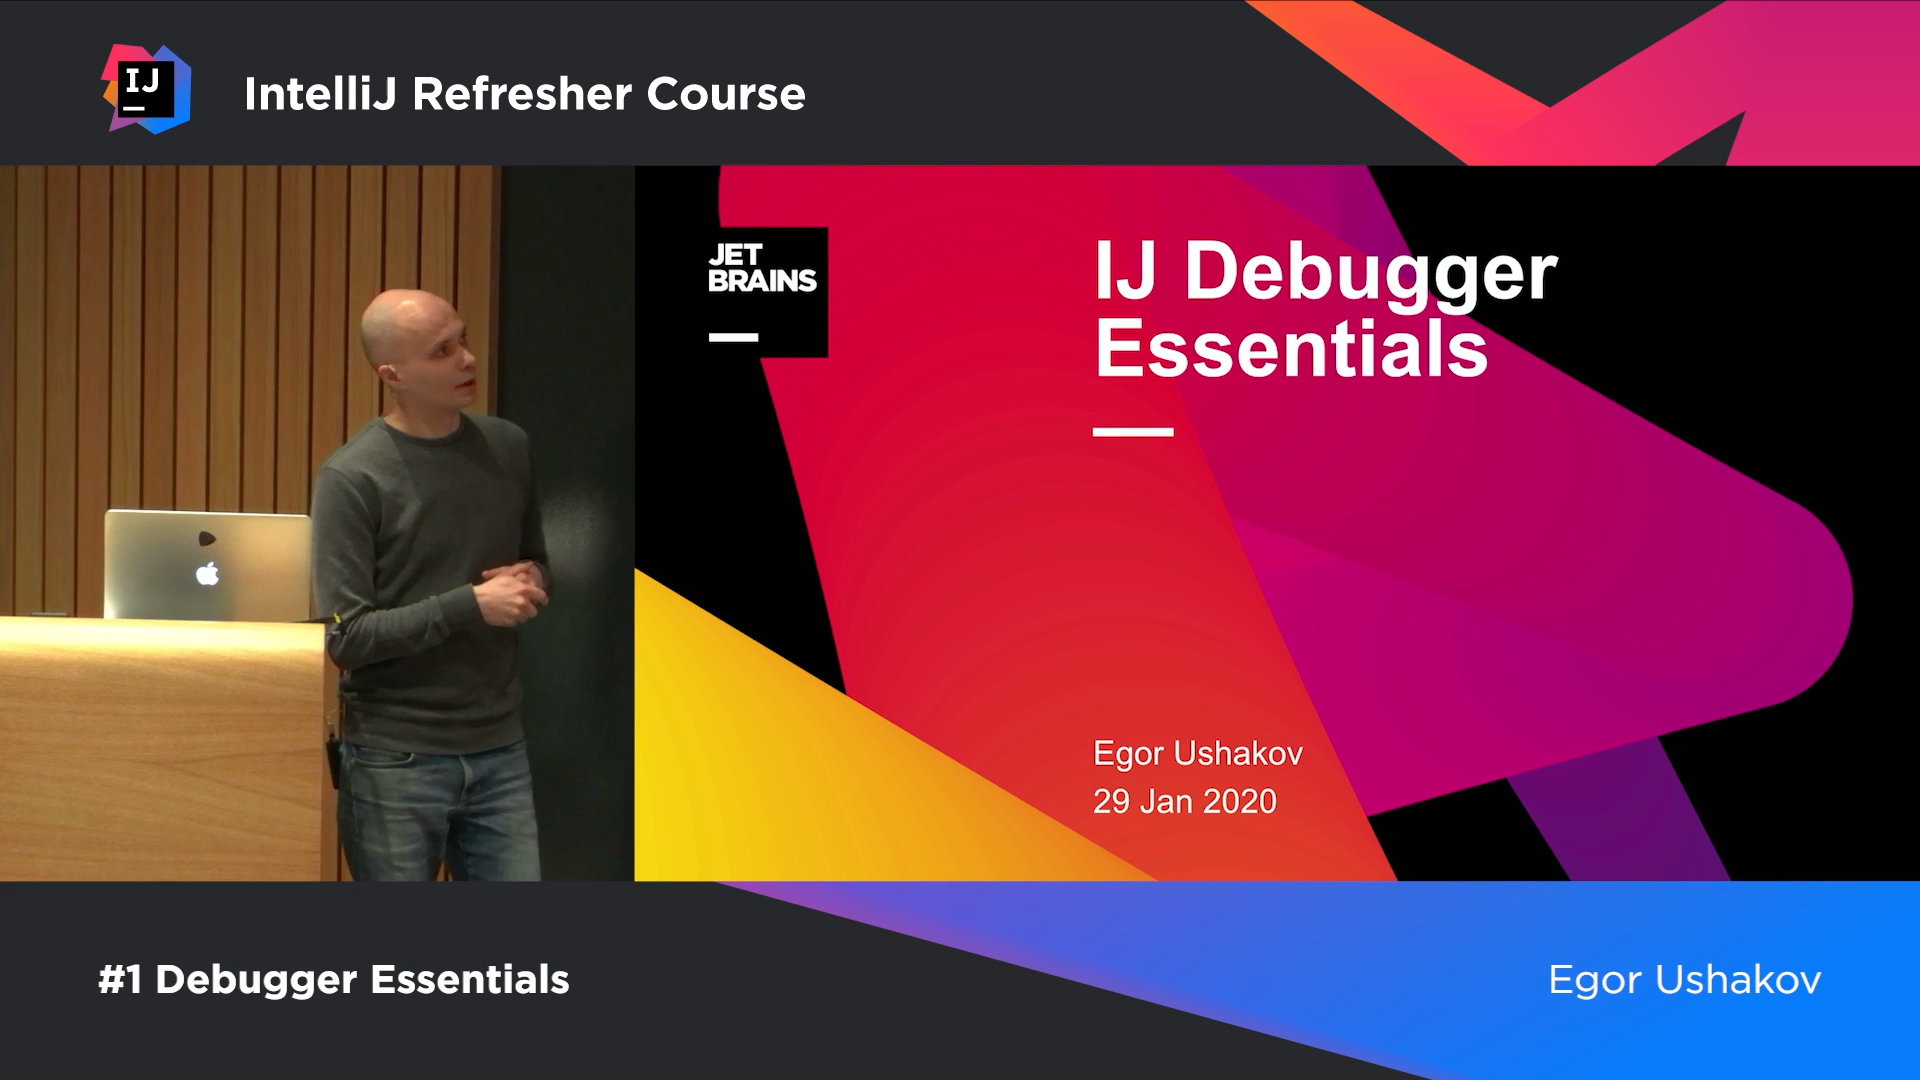 IJ
IntelliJ Refresher Course
JET
BRAINS
IJ Debugger
Essentials
Egor Ushakov
29 Jan 2020
#1 Debugger Essentials
Egor Ushakov